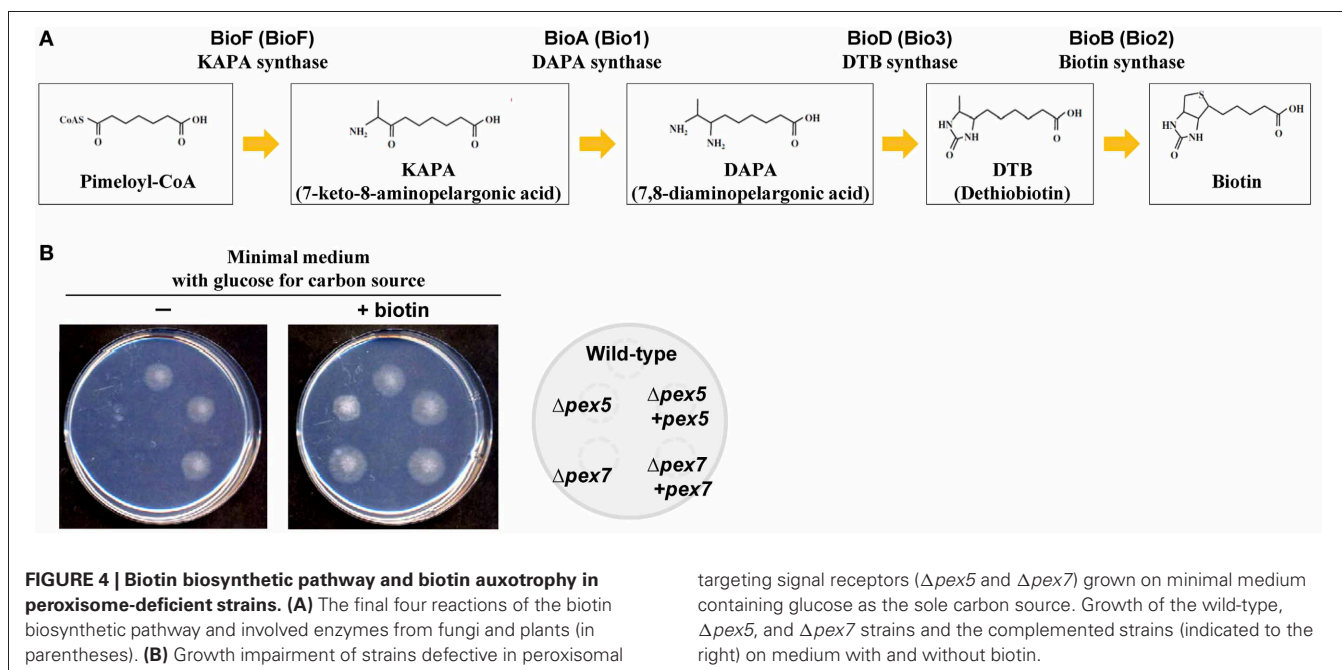 A
BioF (BioF)
KAPA synthase
BioA (Bio1)
DAPA synthase
BioD (Bio3)
DTB synthase
BioB (Bio2)
Biotin synthase
CoAS
O
O
OH
Pimeloyl-CoA
NH₂
O
O
OH
KAPA
(7-keto-8-aminopelargonic acid)
NH₂
NH₂
O
OH
DAPA
(7,8-diaminopelargonic acid)
HN
NH
O
O
OH
DTB
(Dethiobiotin)
S
HN
NH
O
O
OH
Biotin
B
Minimal medium
with glucose for carbon source
–
+ biotin
Wild-type
Δpex5
Δpex5
+pex5
Δpex7
Δpex7
+pex7
FIGURE 4 | Biotin biosynthetic pathway and biotin auxotrophy in
peroxisome-deficient strains. (A) The final four reactions of the biotin
biosynthetic pathway and involved enzymes from fungi and plants (in
parentheses). (B) Growth impairment of strains defective in peroxisomal
targeting signal receptors (Δpex5 and Δpex7) grown on minimal medium
containing glucose as the sole carbon source. Growth of the wild-type,
Δpex5, and Δpex7 strains and the complemented strains (indicated to the
right) on medium with and without biotin.